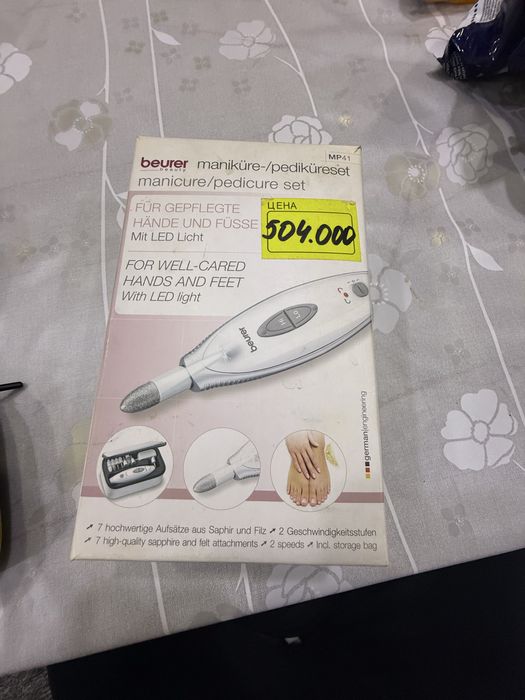 MP41
beurer maniküre-/pediküreset
beauty
manicure/pedicure set
ЦЕНА
504.000
FÜR GEPFLEGTE
HÄNDE UND FÜSSE
Mit LED Licht
FOR WELL-CARED
HANDS AND FEET
With LED light
LO
HI
beurer
germanengineering
7 hochwertige Aufsätze aus Saphir und Filz 2 Geschwindigkeitsstufen
7 high-quality sapphire and felt attachments 2 speeds Incl. storage bag